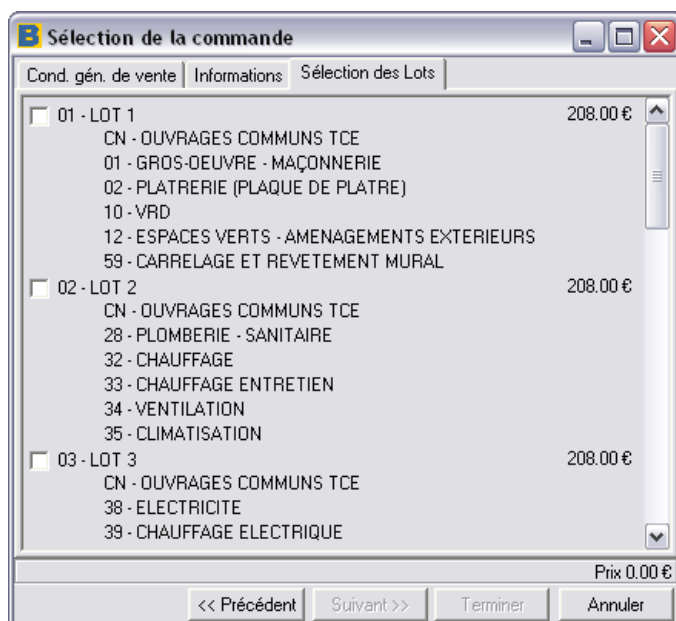 B Sélection de la commande
Cond. gén. de vente Informations Sélection des Lots
01 - LOT 1 208.00 €
CN - OUVRAGES COMMUNS TCE
01 - GROS-OEUVRE - MAÇONNERIE
02 - PLATRERIE (PLAQUE DE PLATRE)
10 - VRD
12 - ESPACES VERTS - AMENAGEMENTS EXTERIEURS
59 - CARRELAGE ET REVETEMENT MURAL
02 - LOT 2 208.00 €
CN - OUVRAGES COMMUNS TCE
28 - PLOMBERIE - SANITAIRE
32 - CHAUFFAGE
33 - CHAUFFAGE ENTRETIEN
34 - VENTILATION
35 - CLIMATISATION
03 - LOT 3 208.00 €
CN - OUVRAGES COMMUNS TCE
38 - ELECTRICITE
39 - CHAUFFAGE ELECTRIQUE
Prix 0.00 €
<< Précédent Suivant >> Terminer Annuler